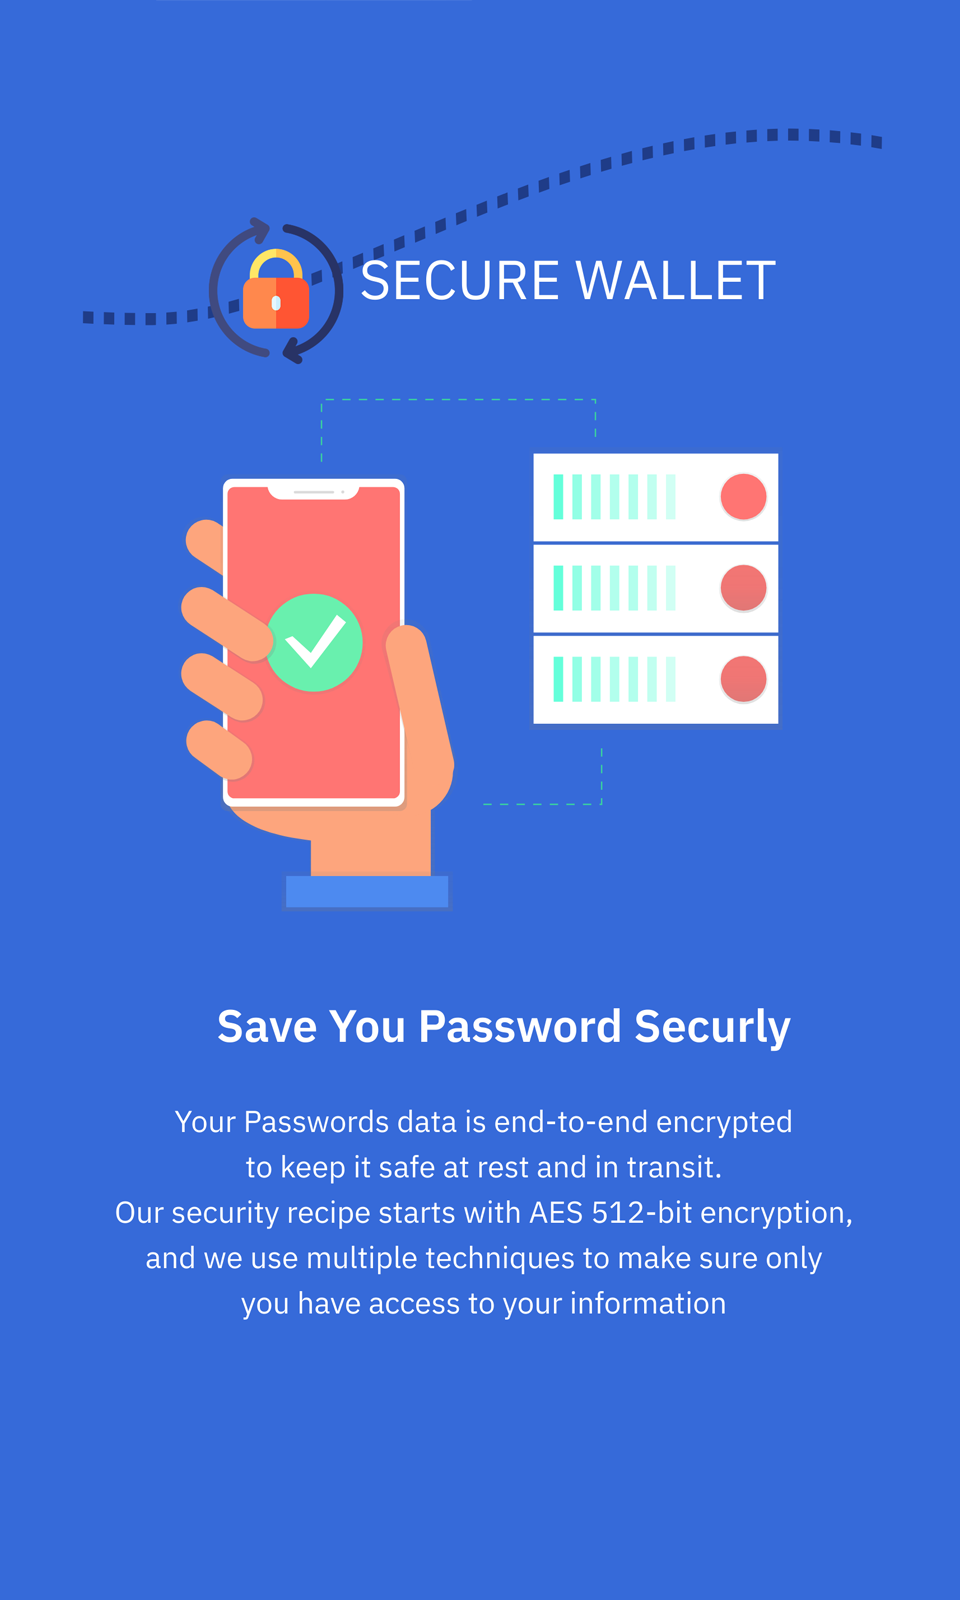 SECURE WALLET
Save You Password Securly
Your Passwords data is end-to-end encrypted
to keep it safe at rest and in transit.
Our security recipe starts with AES 512-bit encryption,
and we use multiple techniques to make sure only
you have access to your information